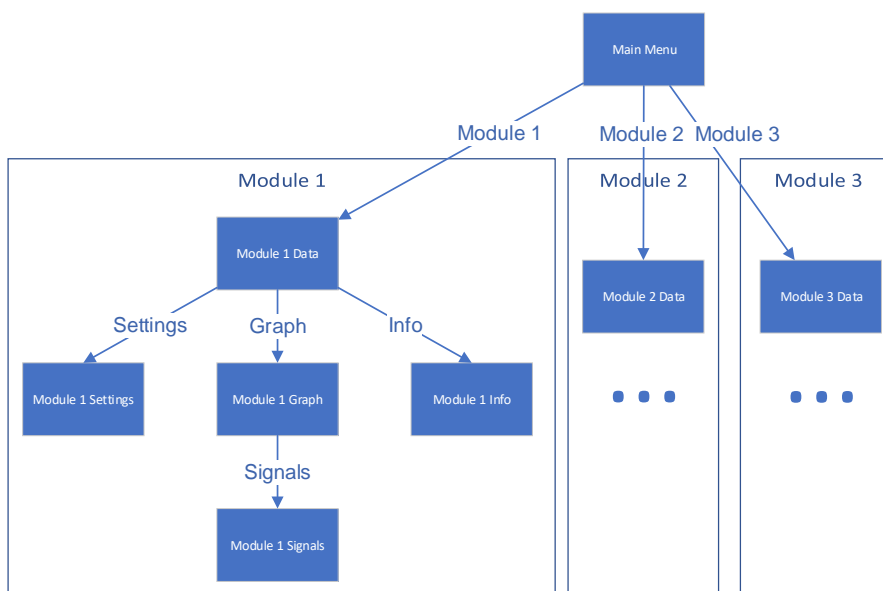 Main Menu
Module 1
Module 2
Module 3
Module 1
Module 2
Module 3
Module 1 Data
Module 2 Data
Module 3 Data
Settings
Graph
Info
Module 1 Settings
Module 1 Graph
Module 1 Info
Signals
Module 1 Signals